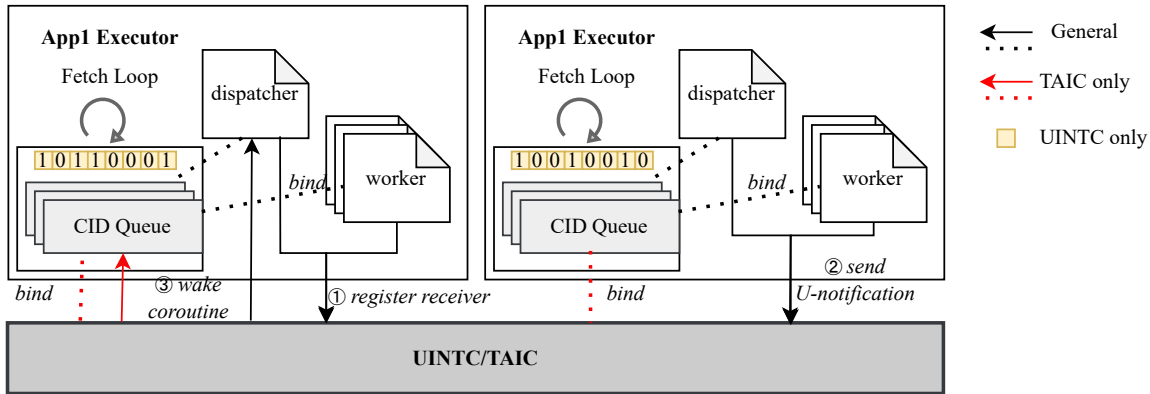 App1 Executor
Fetch Loop
dispatcher
1 0 1 1 0 0 0 1
bind
worker
CID Queue
bind
③ wake
coroutine
① register receiver
App1 Executor
Fetch Loop
dispatcher
1 0 0 1 0 0 1 0
bind
worker
CID Queue
bind
② send
U-notification
UINTC/TAIC
General
TAIC only
UINTC only